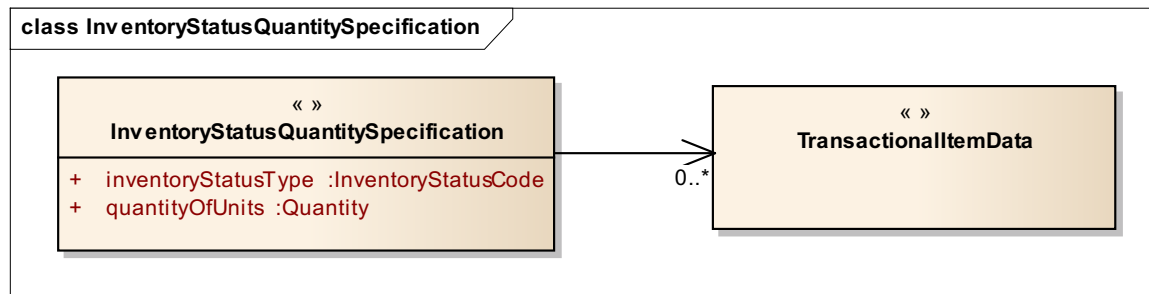 class InventoryStatusQuantitySpecification
« »
InventoryStatusQuantitySpecification
+ inventoryStatusType :InventoryStatusCode
+ quantityOfUnits :Quantity
0..*
« »
TransactionalItemData